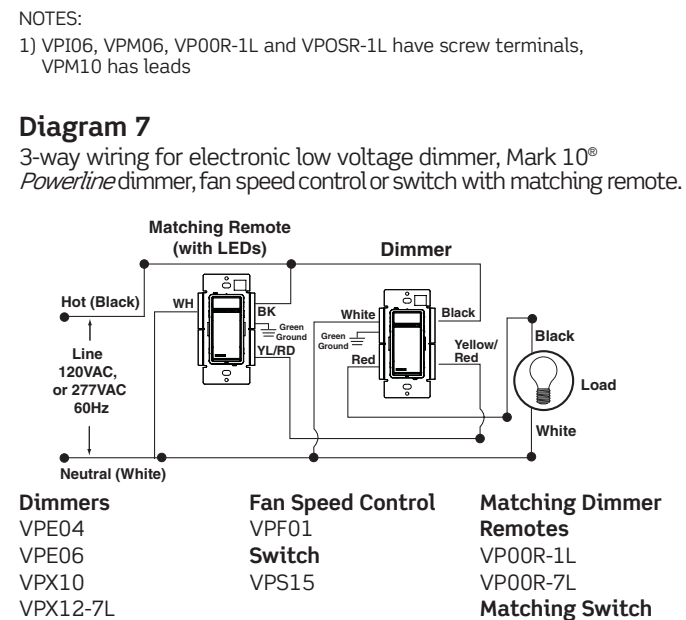 NOTES:
1) VPI06, VPM06, VP00R-1L and VPOSR-1L have screw terminals,
VPM10 has leads
Diagram 7
3-way wiring for electronic low voltage dimmer, Mark 10®
Powerline dimmer, fan speed control or switch with matching remote.
Matching Remote
(with LEDs)
Dimmer
Hot (Black)
WH
BK
Green
Ground
YL/RD
White
Green
Ground
Red
Black
Yellow/
Red
Black
Load
White
Line
120VAC,
or 277VAC
60Hz
Neutral (White)
Dimmers
VPE04
VPE06
VPX10
VPX12-7L
Fan Speed Control
VPF01
Switch
VPS15
Matching Dimmer
Remotes
VP00R-1L
VP00R-7L
Matching Switch